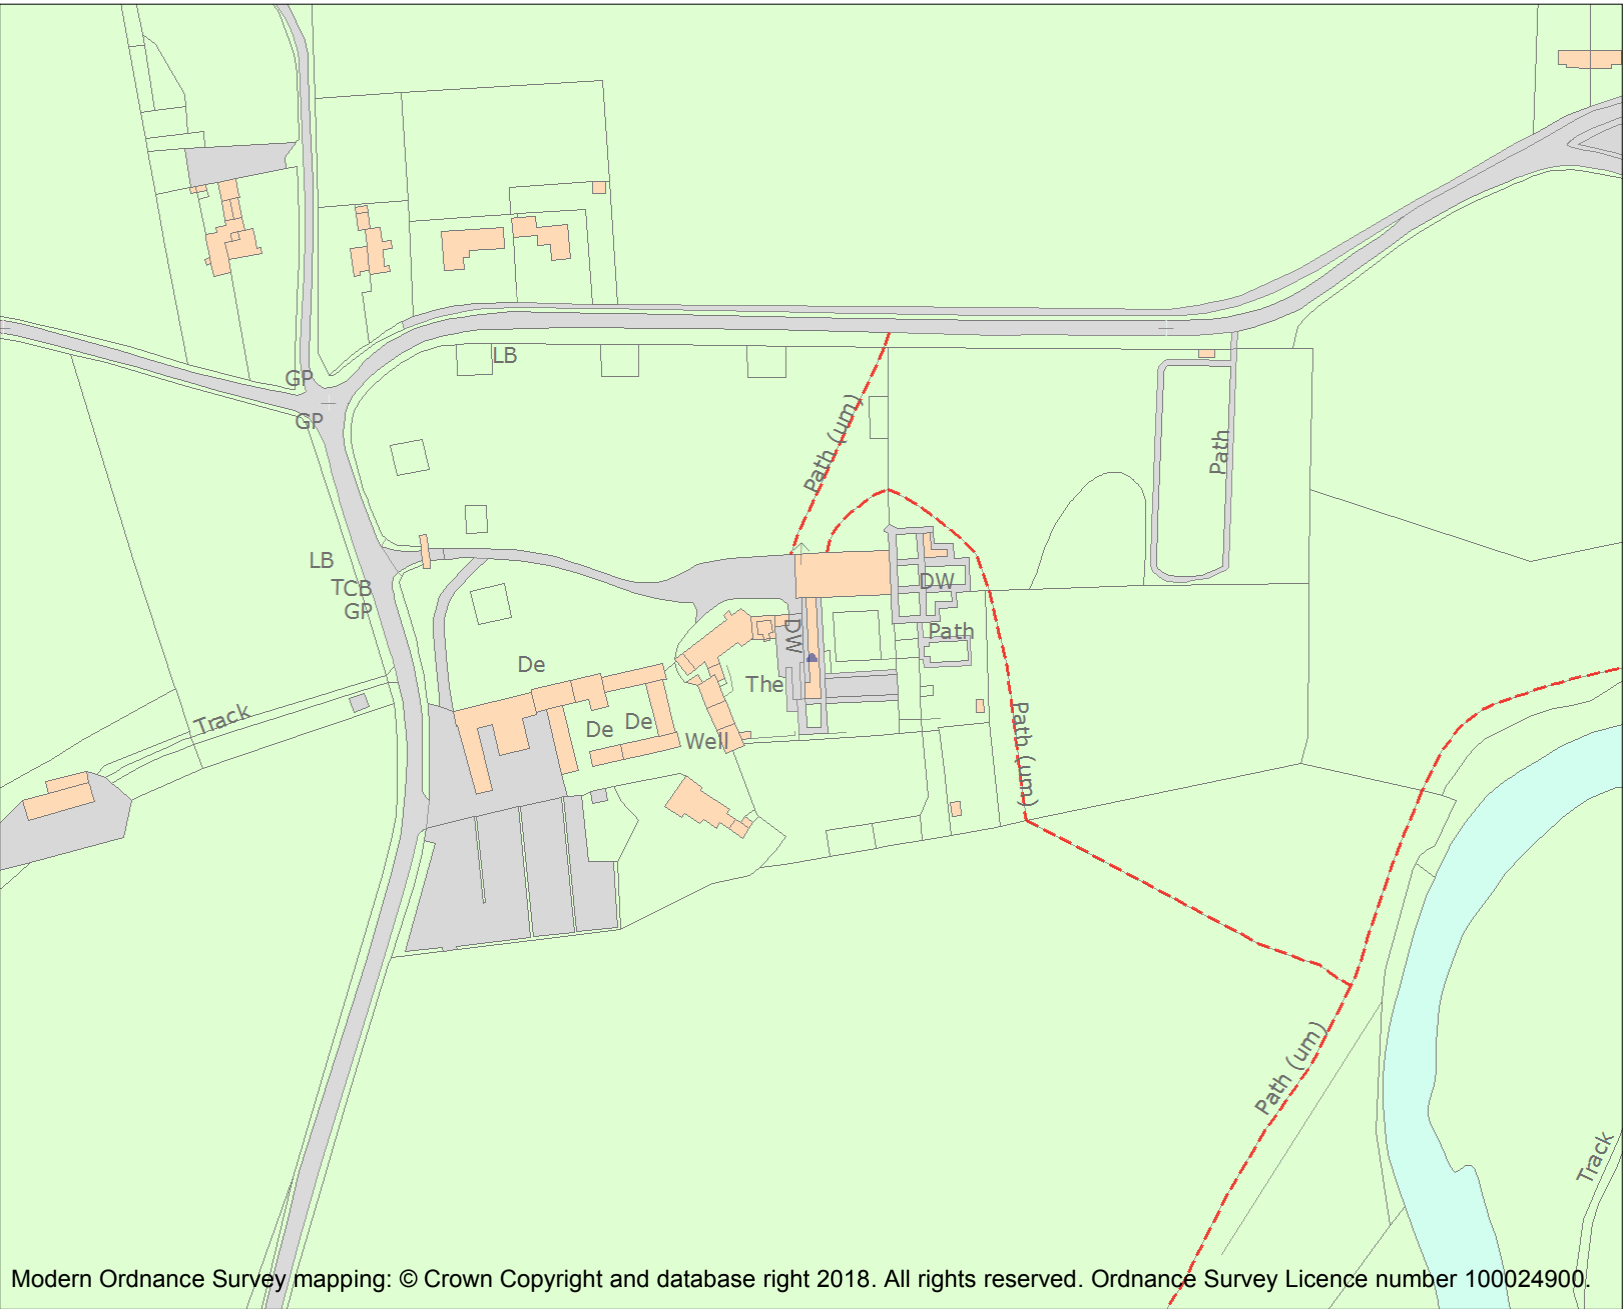 LB
GP
GP
Path (um)
Path
LB
TCB
GP
DW
DW
Path
De
The
Track
De
De
Well
Path (um)
Path (um)
Track
Modern Ordnance Survey mapping: © Crown Copyright and database right 2018. All rights reserved. Ordnance Survey Licence number 100024900.